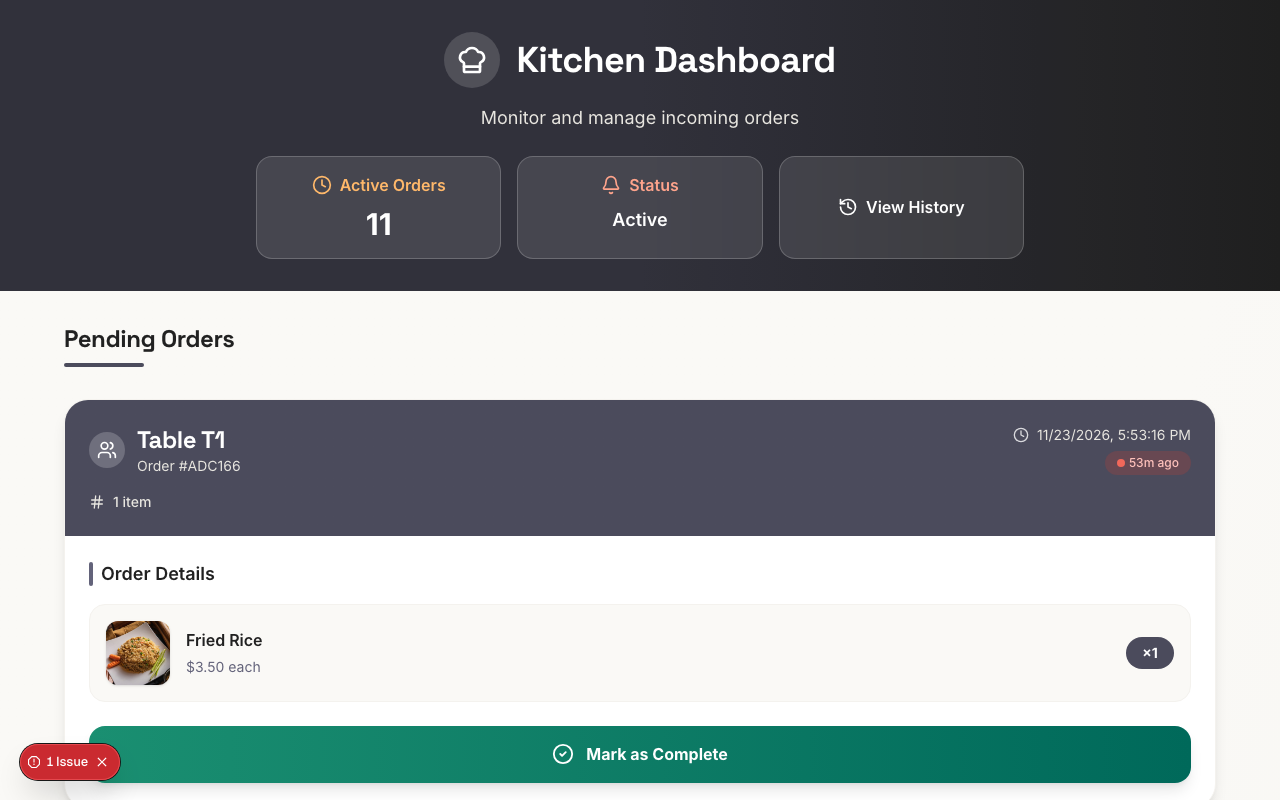 Kitchen Dashboard
Monitor and manage incoming orders
Active Orders
11
Status
Active
View History
Pending Orders
Table T1
Order #ADC166
11/23/2026, 5:53:16 PM
53m ago
1 item
Order Details
Fried Rice
$3.50 each
×1
Mark as Complete
1 Issue